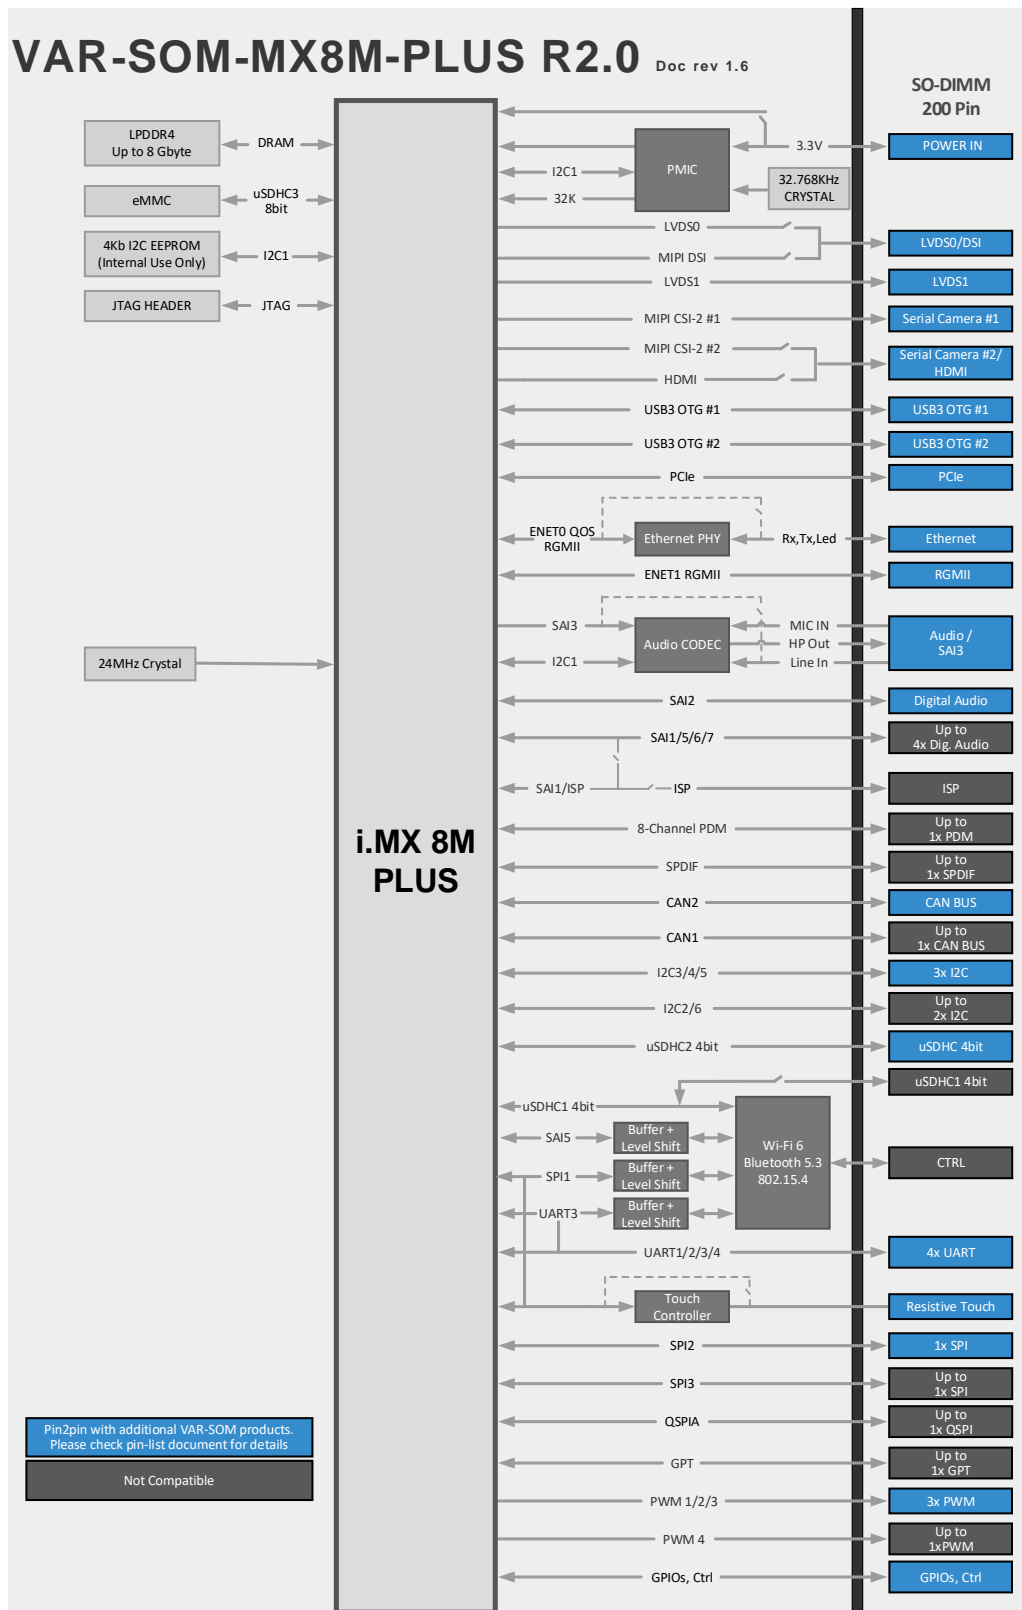 VAR-SOM-MX8M-PLUS R2.0 Doc rev 1.6
SO-DIMM
200 Pin
LPDDR4
Up to 8 Gbyte
DRAM
eMMC
uSDHC3
8bit
4Kb I2C EEPROM
(Internal Use Only)
I2C1
JTAG HEADER
JTAG
24MHz Crystal
i.MX 8M
PLUS
PMIC
3.3V
POWER IN
I2C1
32K
32.768KHz
CRYSTAL
LVDS0
MIPI DSI
LVDS0/DSI
LVDS1
LVDS1
MIPI CSI-2 #1
Serial Camera #1
MIPI CSI-2 #2
HDMI
Serial Camera #2/
HDMI
USB3 OTG #1
USB3 OTG #1
USB3 OTG #2
USB3 OTG #2
PCIe
PCIe
ENET0 QOS
RGMII
Ethernet PHY
Rx,Tx,Led
Ethernet
ENET1 RGMII
RGMII
SAI3
I2C1
Audio CODEC
MIC IN
HP Out
Line In
Audio /
SAI3
SAI2
Digital Audio
SAI1/5/6/7
Up to
4x Dig. Audio
SAI1/ISP
ISP
ISP
8-Channel PDM
Up to
1x PDM
SPDIF
Up to
1x SPDIF
CAN2
CAN BUS
CAN1
Up to
1x CAN BUS
I2C3/4/5
3x I2C
I2C2/6
Up to
2x I2C
uSDHC2 4bit
uSDHC 4bit
uSDHC1 4bit
uSDHC1 4bit
SAI5
Buffer +
Level Shift
SPI1
Buffer +
Level Shift
UART3
Buffer +
Level Shift
Wi-Fi 6
Bluetooth 5.3
802.15.4
CTRL
UART1/2/3/4
4x UART
Touch
Controller
Resistive Touch
SPI2
1x SPI
SPI3
Up to
1x SPI
QSPIA
Up to
1x QSPI
GPT
Up to
1x GPT
PWM 1/2/3
3x PWM
PWM 4
Up to
1xPWM
GPIOs, Ctrl
GPIOs, Ctrl
Pin2pin with additional VAR-SOM products.
Please check pin-list document for details
Not Compatible